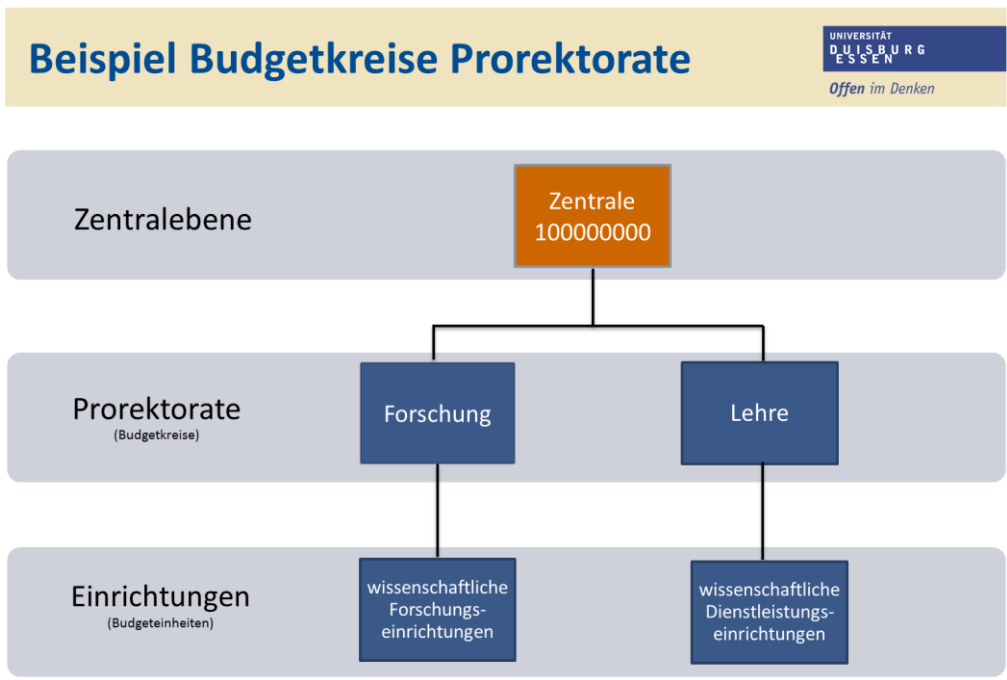 Beispiel Budgetkreise Prorektorate
UNIVERSITÄT
DUISBURG
ESSEN
Offen im Denken
Zentralebene
Zentrale
100000000
Prorektorate
(Budgetkreise)
Forschung
Lehre
Einrichtungen
(Budgeteinheiten)
wissenschaftliche
Forschungs-
einrichtungen
wissenschaftliche
Dienstleistungs-
einrichtungen